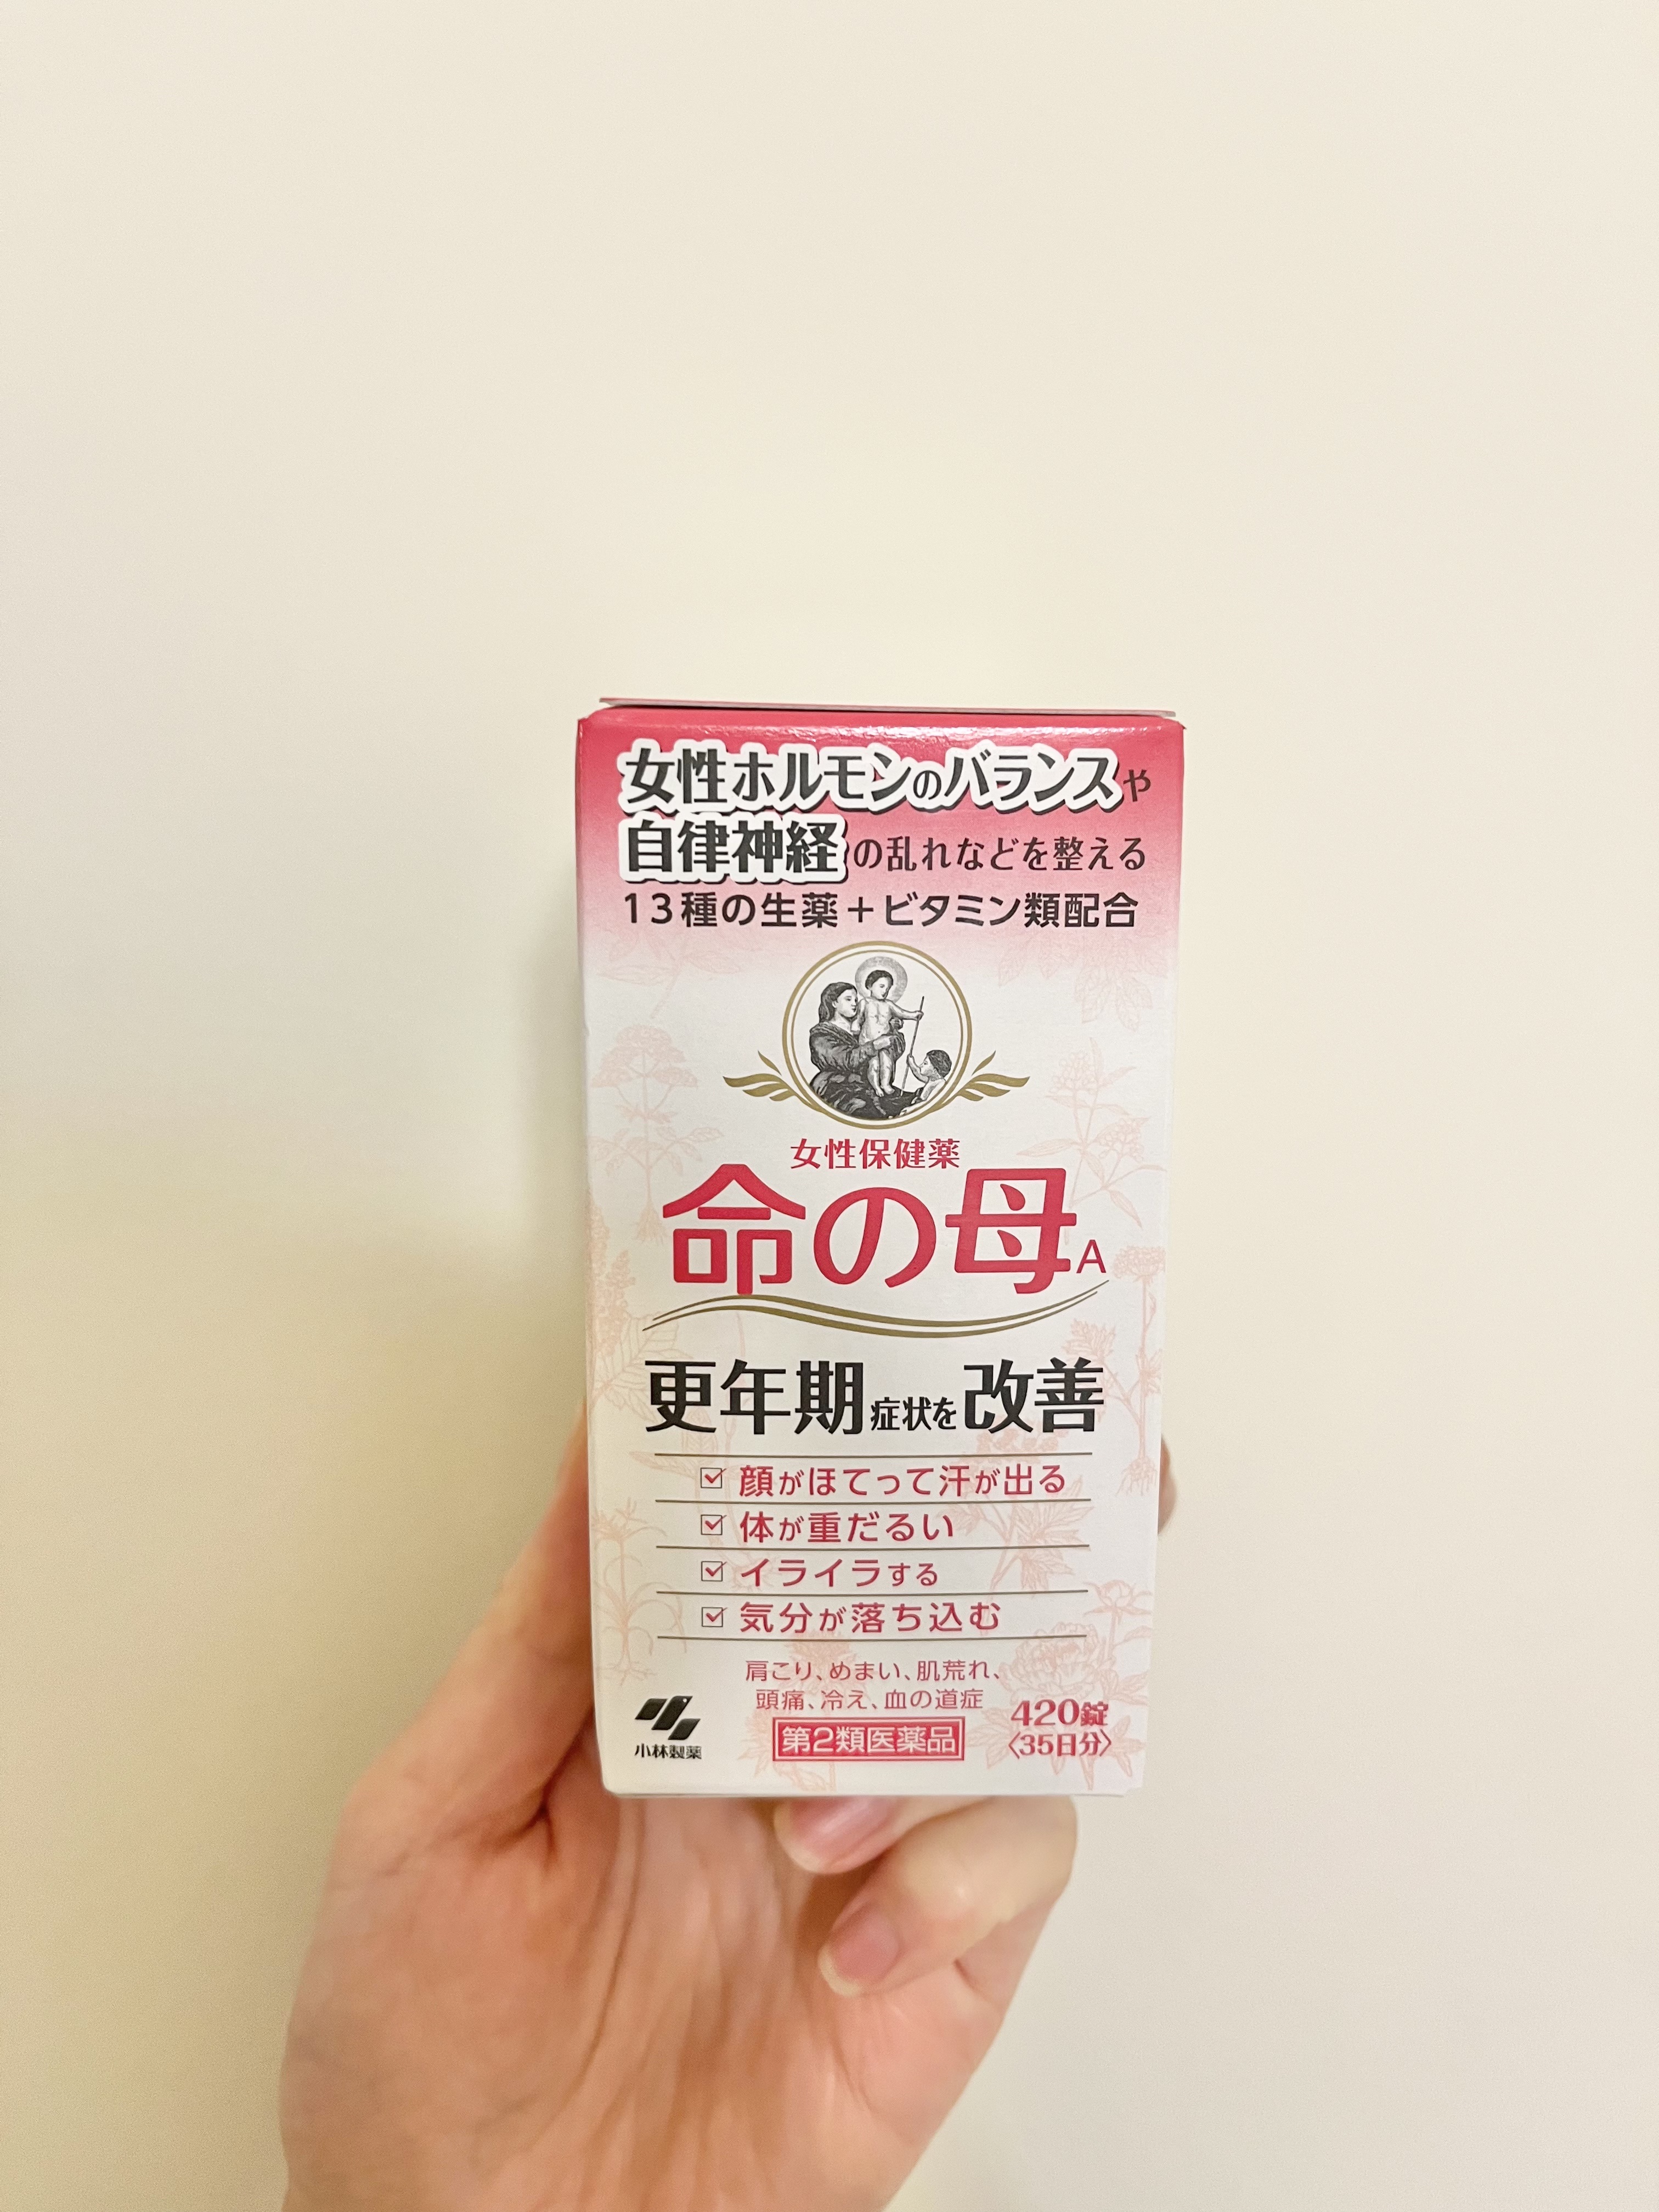 女性ホルモンのバランスや
自律神経の乱れなどを整える
13種の生薬＋ビタミン類配合
女性保健薬
命の母A
更年期症状を改善
顔がほてって汗が出る
体が重だるい
イライラする
気分が落ち込む
肩こり、めまい、肌荒れ、
頭痛、冷え、血の道症
第2類医薬品
小林製薬
420錠
〈35日分〉